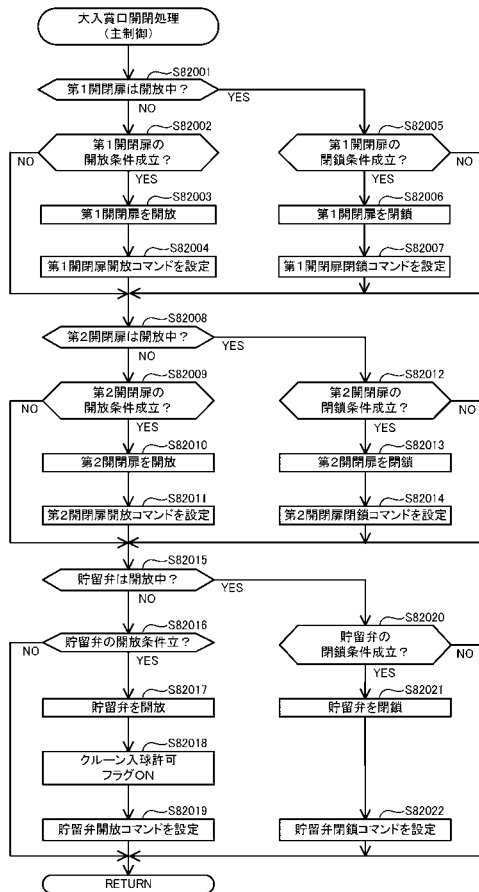 大入賞口開閉処理
(主制御)
S82001
第1開閉扉は開放中?
YES
NO
S82002
第1開閉扉の
開放条件成立?
NO
YES
S82005
第1開閉扉の
閉鎖条件成立?
NO
YES
S82003
第1開閉扉を開放
S82006
第1開閉扉を閉鎖
S82004
第1開閉扉開放コマンドを設定
S82007
第1開閉扉閉鎖コマンドを設定
S82008
第2開閉扉は開放中?
YES
NO
S82009
第2開閉扉の
開放条件成立?
NO
YES
S82012
第2開閉扉の
閉鎖条件成立?
NO
YES
S82010
第2開閉扉を開放
S82013
第2開閉扉を閉鎖
S82011
第2開閉扉開放コマンドを設定
S82014
第2開閉扉閉鎖コマンドを設定
S82015
貯留弁は開放中?
YES
NO
S82016
貯留弁の開放条件立?
NO
YES
S82020
貯留弁の
閉鎖条件成立?
NO
YES
S82017
貯留弁を開放
S82021
貯留弁を閉鎖
S82018
クルーン入球許可
フラグON
S82019
貯留弁開放コマンドを設定
S82022
貯留弁閉鎖コマンドを設定
RETURN